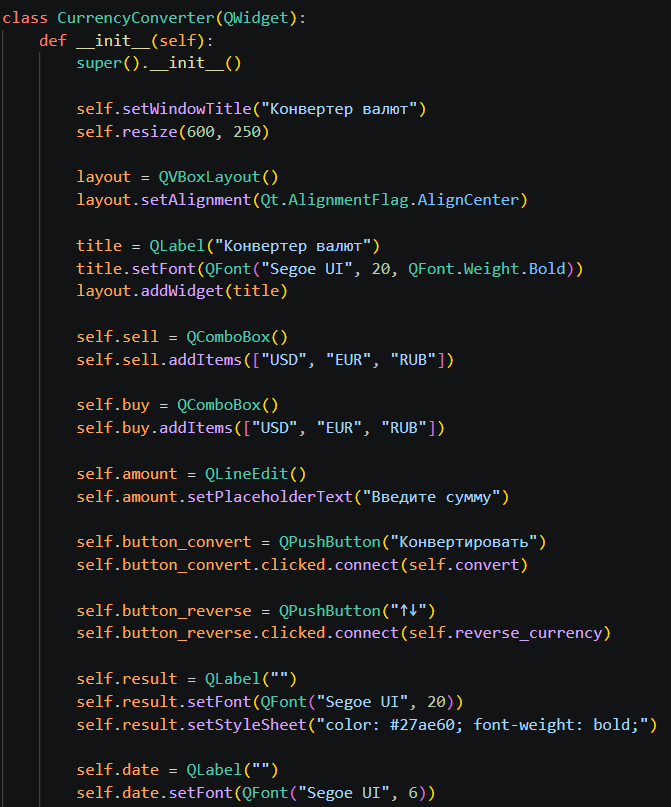 class CurrencyConverter(QWidget):
    def __init__(self):
        super().__init__()

        self.setWindowTitle("Конвертер валют")
        self.resize(600, 250)

        layout = QVBoxLayout()
        layout.setAlignment(Qt.AlignmentFlag.AlignCenter)

        title = QLabel("Конвертер валют")
        title.setFont(QFont("Segoe UI", 20, QFont.Weight.Bold))
        layout.addWidget(title)

        self.sell = QComboBox()
        self.sell.addItems(["USD", "EUR", "RUB"])

        self.buy = QComboBox()
        self.buy.addItems(["USD", "EUR", "RUB"])

        self.amount = QLineEdit()
        self.amount.setPlaceholderText("Введите сумму")

        self.button_convert = QPushButton("Конвертировать")
        self.button_convert.clicked.connect(self.convert)

        self.button_reverse = QPushButton("↑↓")
        self.button_reverse.clicked.connect(self.reverse_currency)

        self.result = QLabel("")
        self.result.setFont(QFont("Segoe UI", 20))
        self.result.setStyleSheet("color: #27ae60; font-weight: bold;")

        self.date = QLabel("")
        self.date.setFont(QFont("Segoe UI", 6))